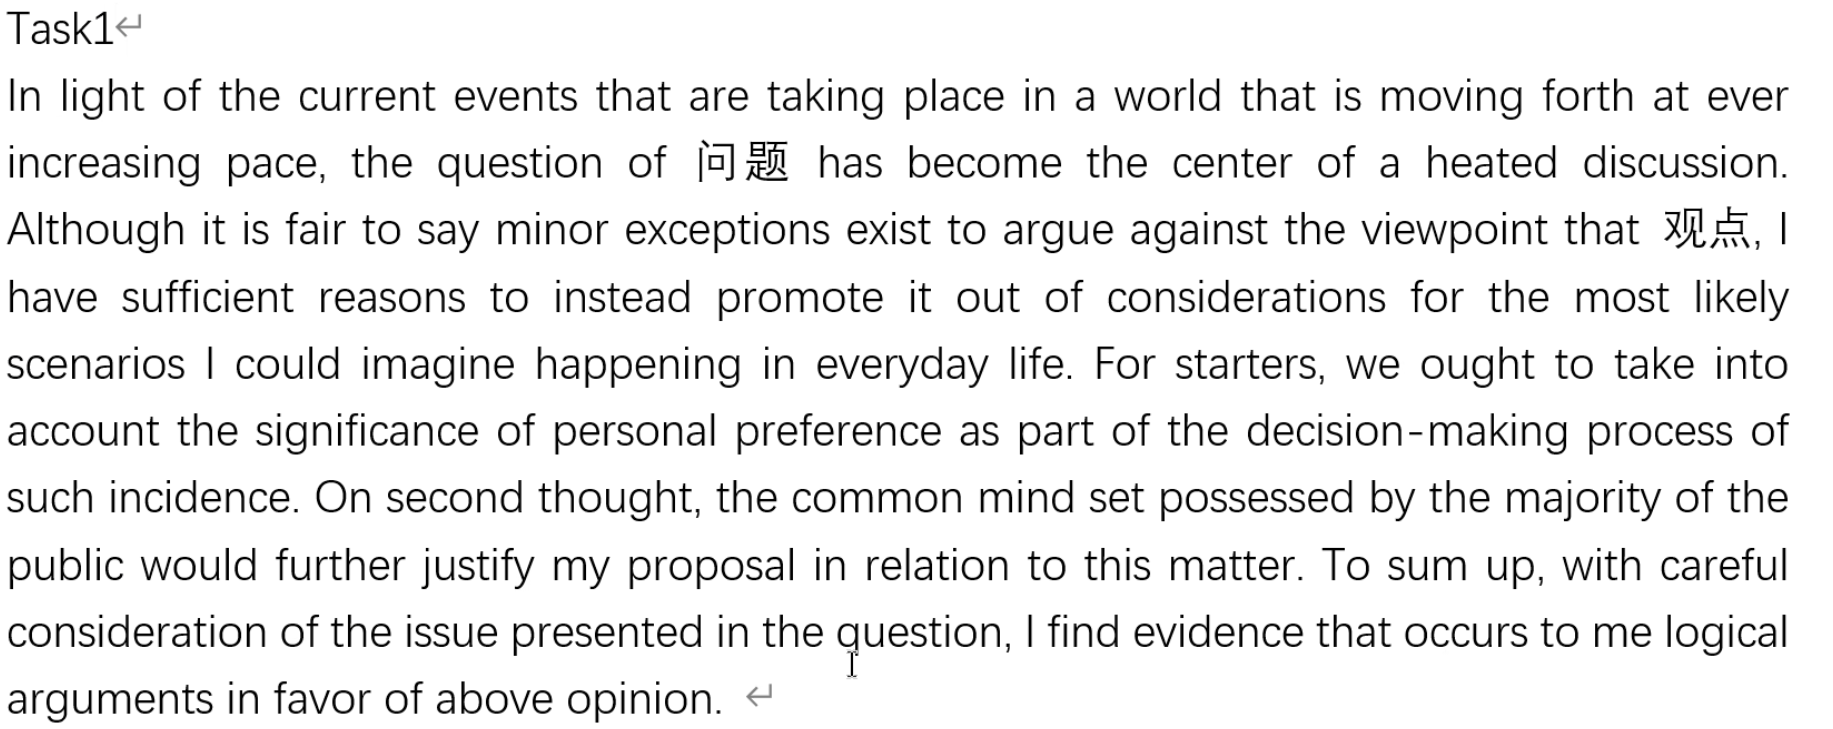 Task1
In light of the current events that are taking place in a world that is moving forth at ever
increasing pace, the question of 问题 has become the center of a heated discussion.
Although it is fair to say minor exceptions exist to argue against the viewpoint that 观点, I
have sufficient reasons to instead promote it out of considerations for the most likely
scenarios I could imagine happening in everyday life. For starters, we ought to take into
account the significance of personal preference as part of the decision-making process of
such incidence. On second thought, the common mind set possessed by the majority of the
public would further justify my proposal in relation to this matter. To sum up, with careful
consideration of the issue presented in the question, I find evidence that occurs to me logical
arguments in favor of above opinion.